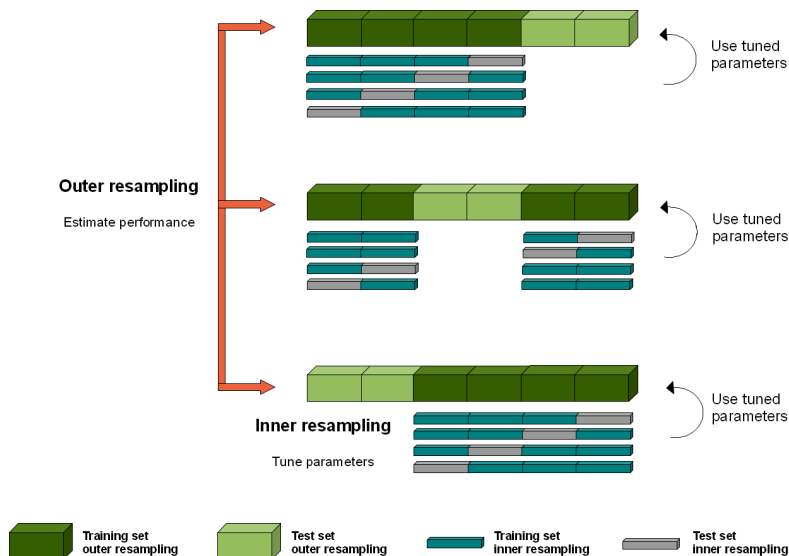 Use tuned
parameters
Outer resampling
Estimate performance
Use tuned
parameters
Use tuned
parameters
Inner resampling
Tune parameters
Training set
outer resampling
Test set
outer resampling
Training set
inner resampling
Test set
inner resampling